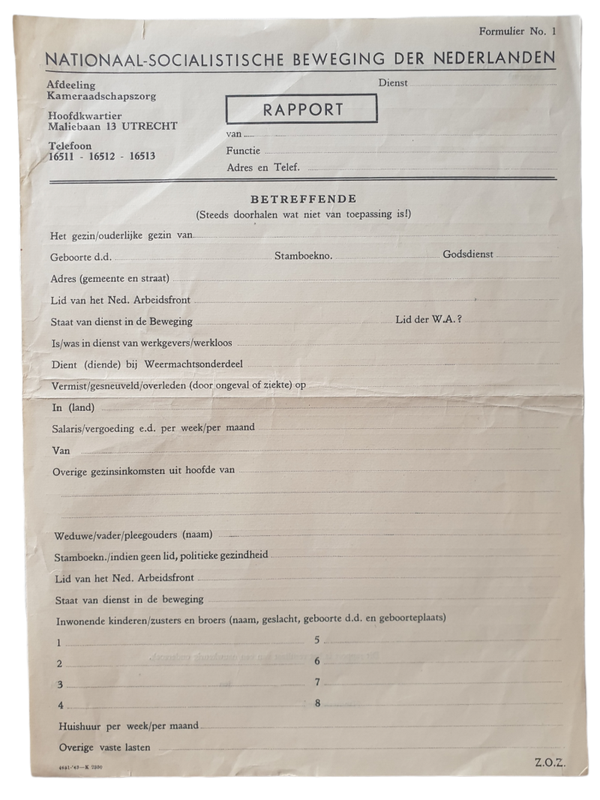 Formulier No. 1
NATIONAAL-SOCIALISTISCHE BEWEGING DER NEDERLANDEN
Afdeeling
Kameraadschapszorg
Hoofdkwartier
Maliebaan 13 UTRECHT
Telefoon
16511 - 16512 - 16513
Dienst
RAPPORT
van
Functie
Adres en Telef.
BETREFFENDE
(Steeds doorhalen wat niet van toepassing is!)
Het gezin/ouderlijke gezin van
Geboorte d.d. Stamboekno. Godsdienst
Adres (gemeente en straat)
Lid van het Ned. Arbeidsfront
Staat van dienst in de Beweging Lid der W.A.?
Is/was in dienst van werkgevers/werkloos
Dient (diende) bij Weermachtsonderdeel
Vermist/gesneuveld/overleden (door ongeval of ziekte) op
In (land)
Salaris/vergoeding e.d. per week/per maand
Van
Overige gezinsinkomsten uit hoofde van
Weduwe/vader/pleegouders (naam)
Stamboekn./indien geen lid, politieke gezindheid
Lid van het Ned. Arbeidsfront
Staat van dienst in de beweging
Inwonende kinderen/zusters en broers (naam, geslacht, geboorte d.d. en geboorteplaats)
1 5
2 6
3 7
4 8
Huishuur per week/per maand
Overige vaste lasten
Z.O.Z.